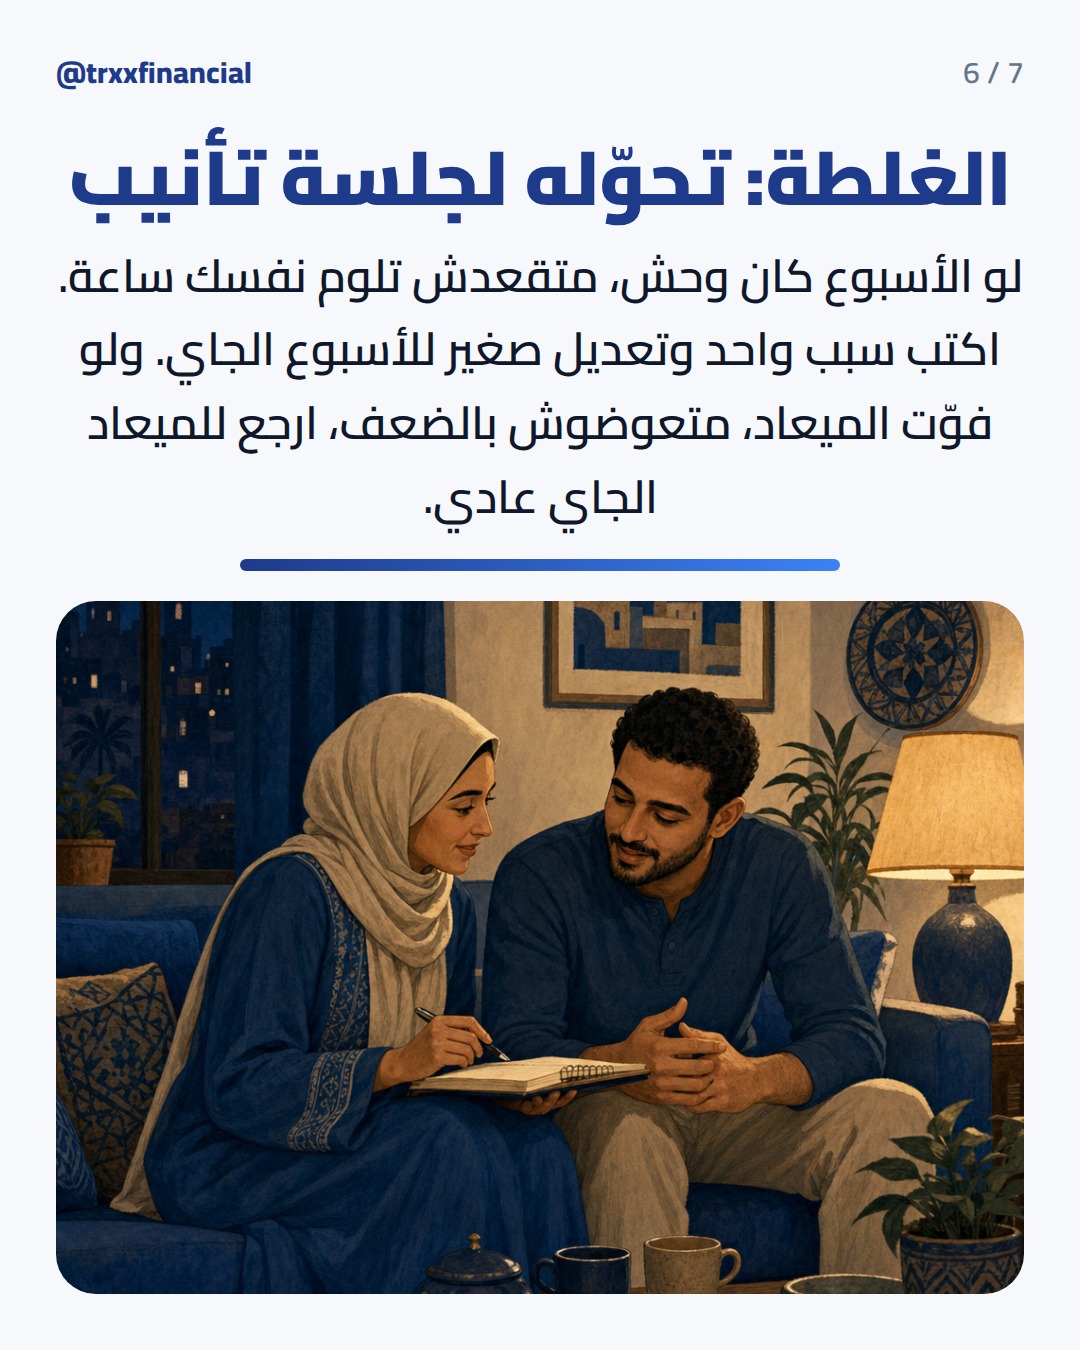 @trxxfinancial
6 / 7
الغلطة: تحوّله لجلسة تأنيب
لو الأسبوع كان وحش، متقعدش تلوم نفسك ساعة.
اكتب سبب واحد وتعديل صغير للأسبوع الجاي. ولو
فوّت الميعاد، متعوضوش بالضعف، ارجع للميعاد
الجاي عادي.